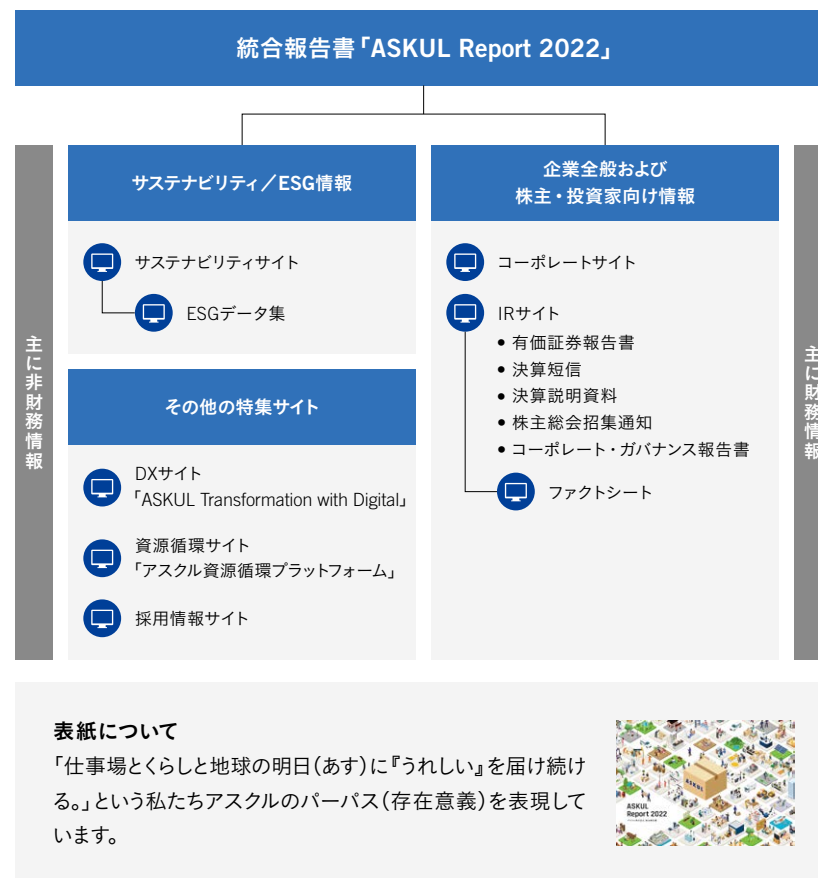 統合報告書「ASKUL Report 2022」
主に非財務情報
サステナビリティ／ESG情報
サステナビリティサイト
ESGデータ集
その他の特集サイト
DXサイト
「ASKUL Transformation with Digital」
資源循環サイト
「アスクル資源循環プラットフォーム」
採用情報サイト
企業全般および
株主・投資家向け情報
コーポレートサイト
IRサイト
• 有価証券報告書
• 決算短信
• 決算説明資料
• 株主総会招集通知
• コーポレート・ガバナンス報告書
ファクトシート
主に財務情報
表紙について
「仕事場とくらしと地球の明日（あす）に『うれしい』を届け続け
る。」という私たちアスクルのパーパス（存在意義）を表現して
います。
ASKUL
ASKUL
Report 2022